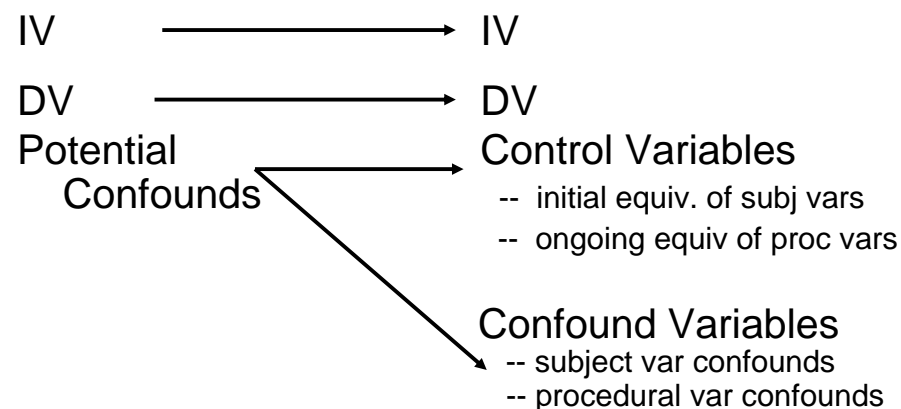 IV IV
DV DV
Potential Control Variables
Confounds
-- initial equiv. of subj vars
-- ongoing equiv of proc vars
Confound Variables
-- subject var confounds
-- procedural var confounds